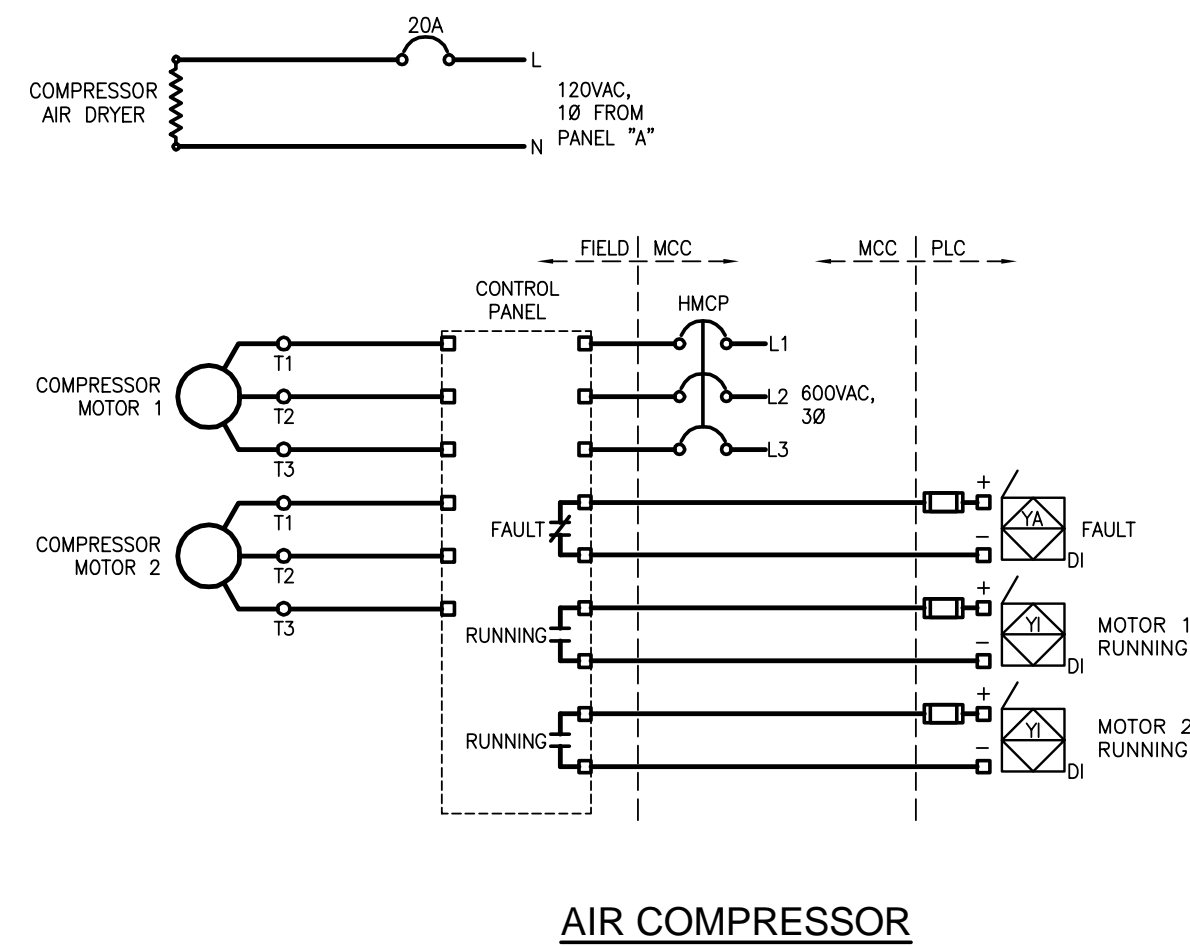 20A
L
COMPRESSOR
AIR DRYER
120VAC,
1Ø FROM
PANEL "A"
N
FIELD MCC
MCC PLC
CONTROL
PANEL
HMCP
T1
L1
COMPRESSOR
MOTOR 1
T2
L2 600VAC,
3Ø
T3
L3
T1
FAULT
+
YA
–
FAULT
DI
COMPRESSOR
MOTOR 2
T2
T3
RUNNING
+
YI
–
MOTOR 1
RUNNING
DI
RUNNING
+
YI
–
MOTOR 2
RUNNING
DI
AIR COMPRESSOR